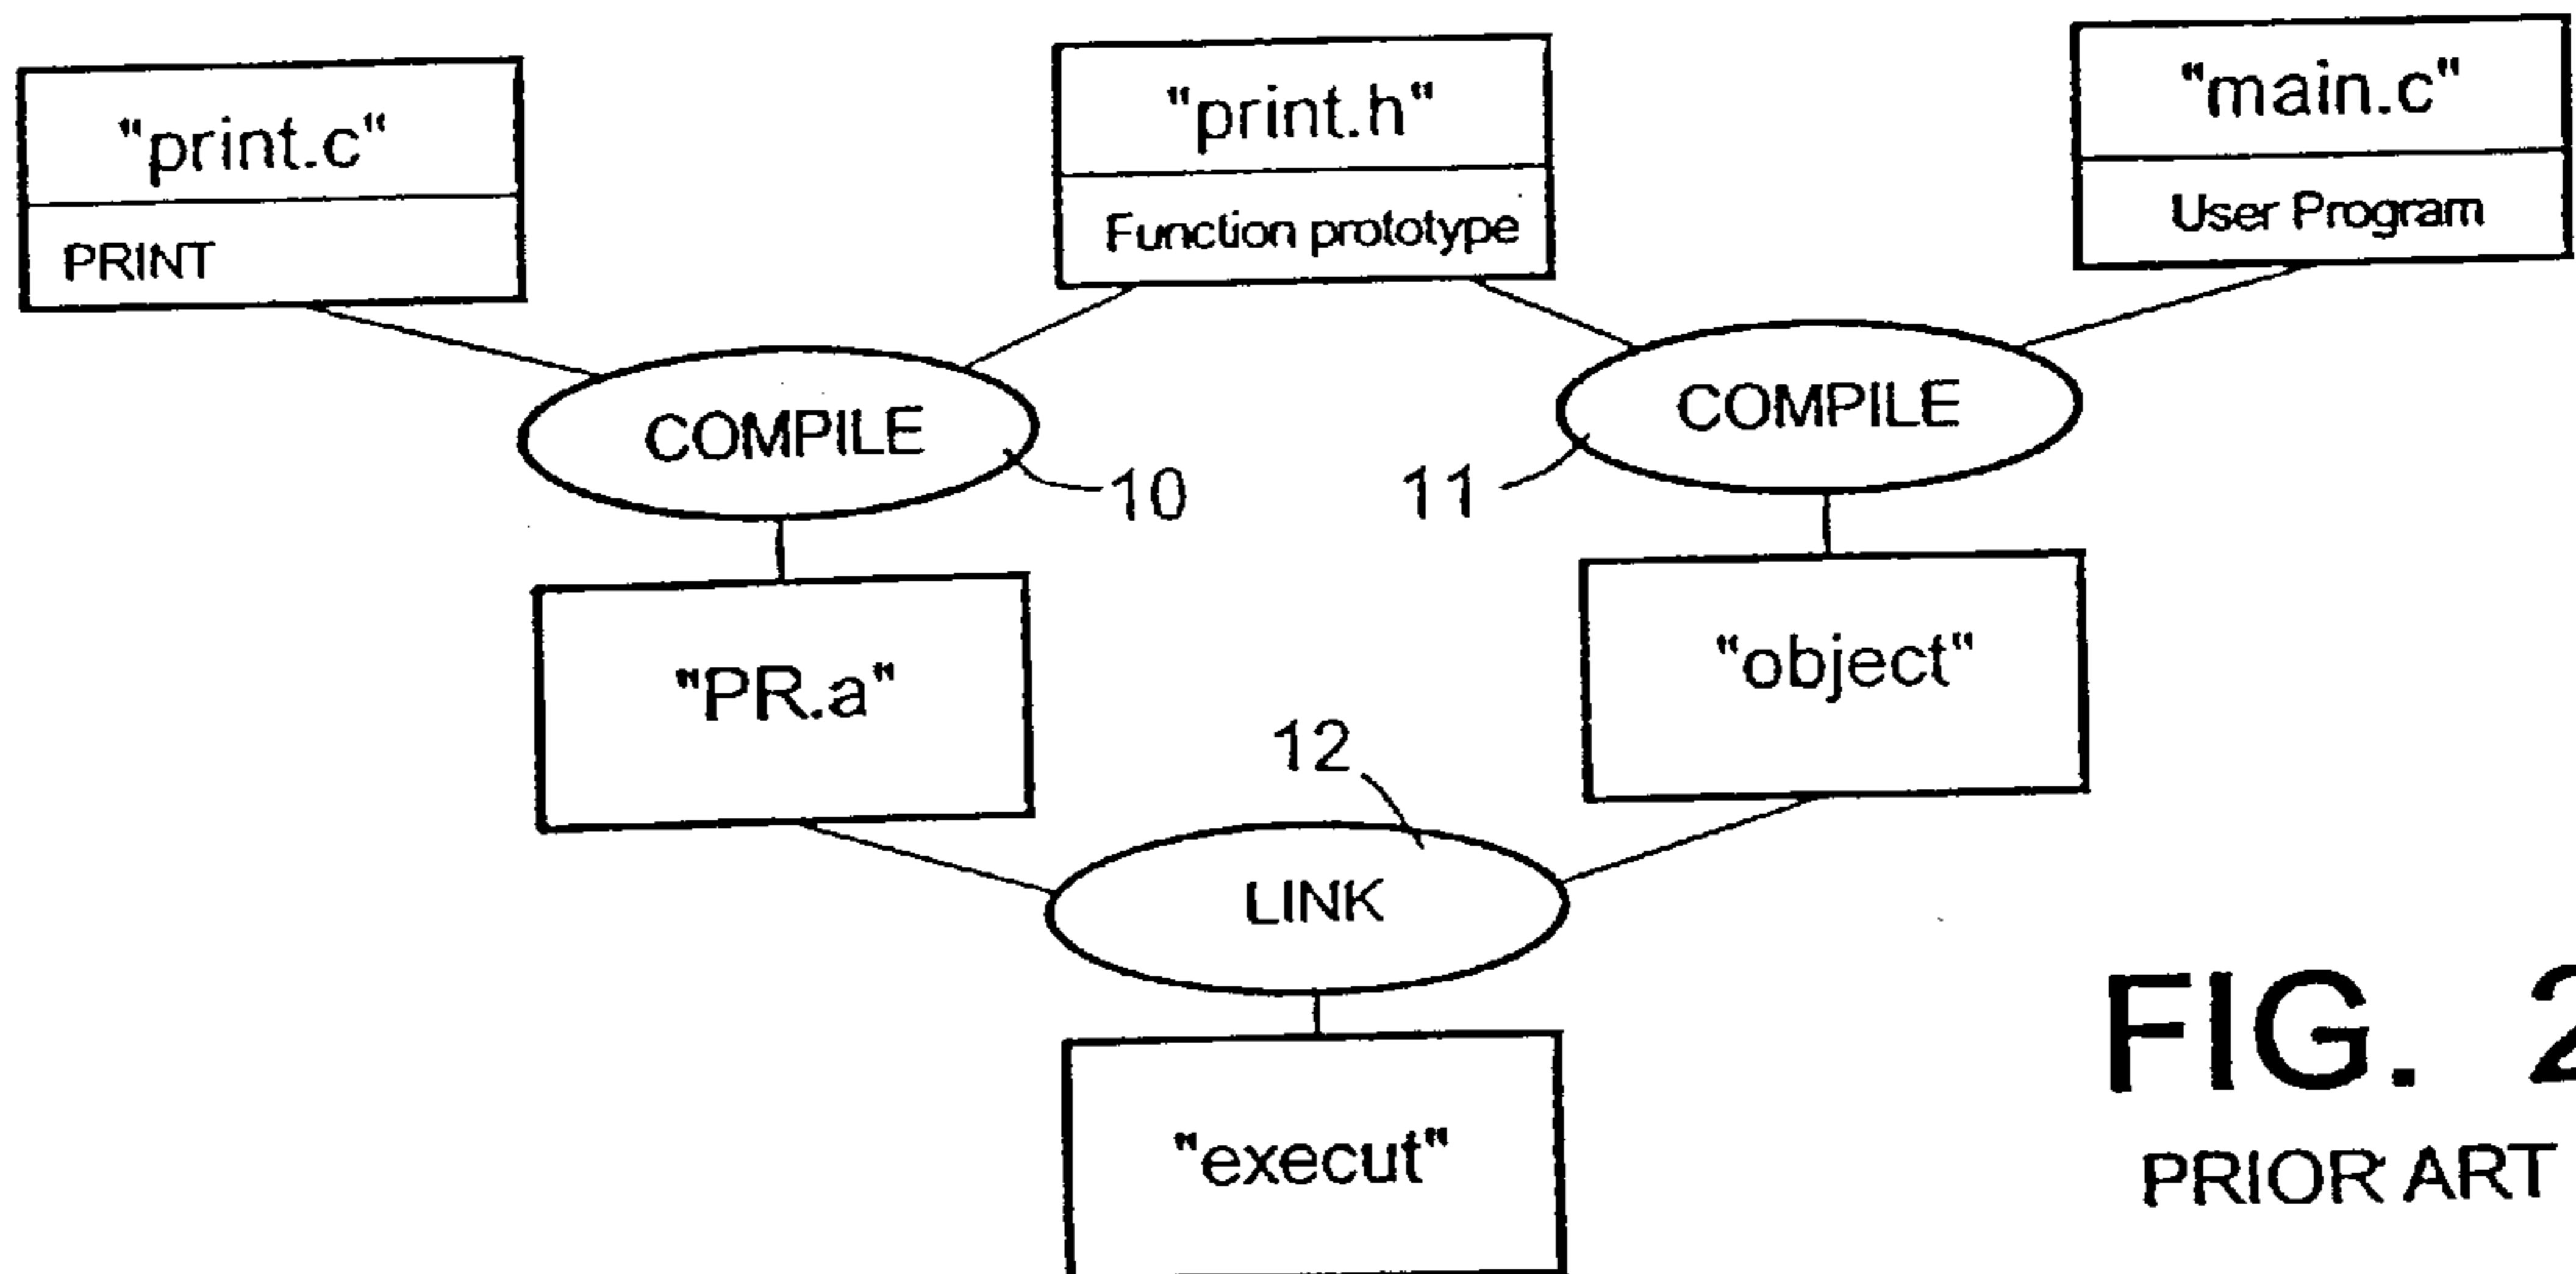 "print.c"
PRINT
"print.h"
Function prototype
"main.c"
User Program
COMPILE
10
COMPILE
11
"PR.a"
"object"
12
LINK
"execut"
FIG. 2
PRIOR ART